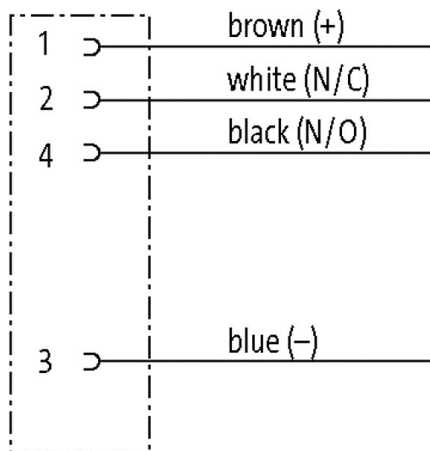 1 brown (+)
2 white (N/C)
4 black (N/O)
3 blue (–)